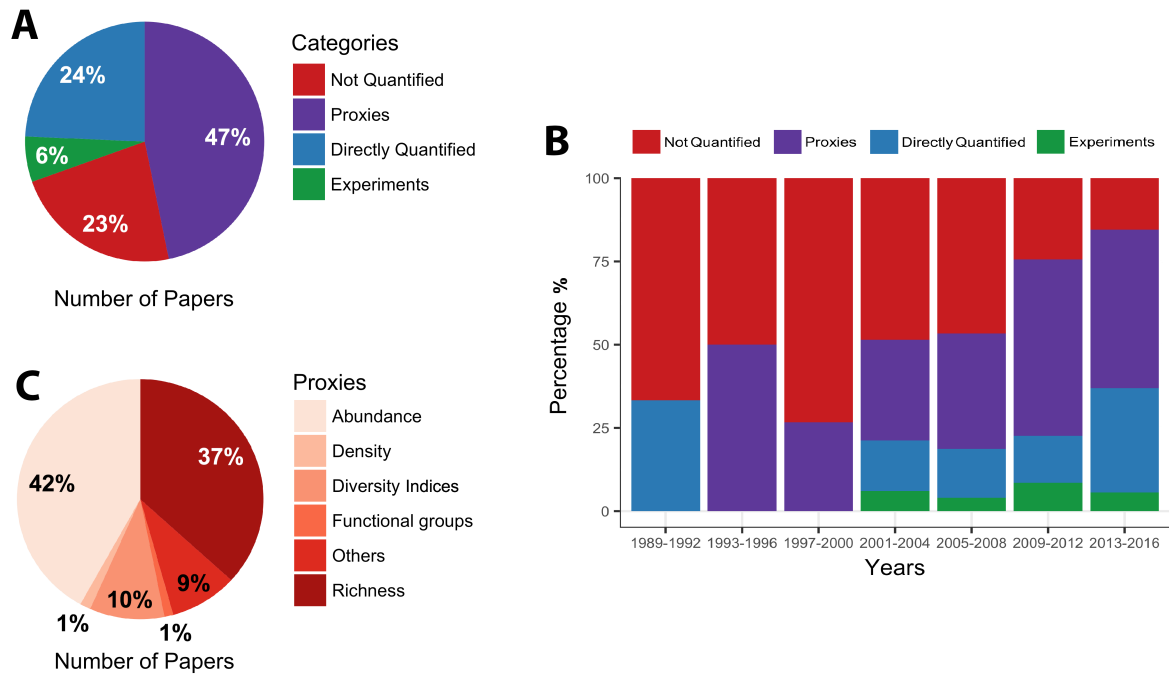 A
Categories
Not Quantified
Proxies
Directly Quantified
Experiments
24%
47%
6%
23%
Number of Papers
B
Not Quantified Proxies Directly Quantified Experiments
Percentage %
100
75
50
25
0
1989-1992 1993-1996 1997-2000 2001-2004 2005-2008 2009-2012 2013-2016
Years
C
Proxies
Abundance
Density
Diversity Indices
Functional groups
Others
Richness
37%
42%
9%
10%
1%
1%
Number of Papers